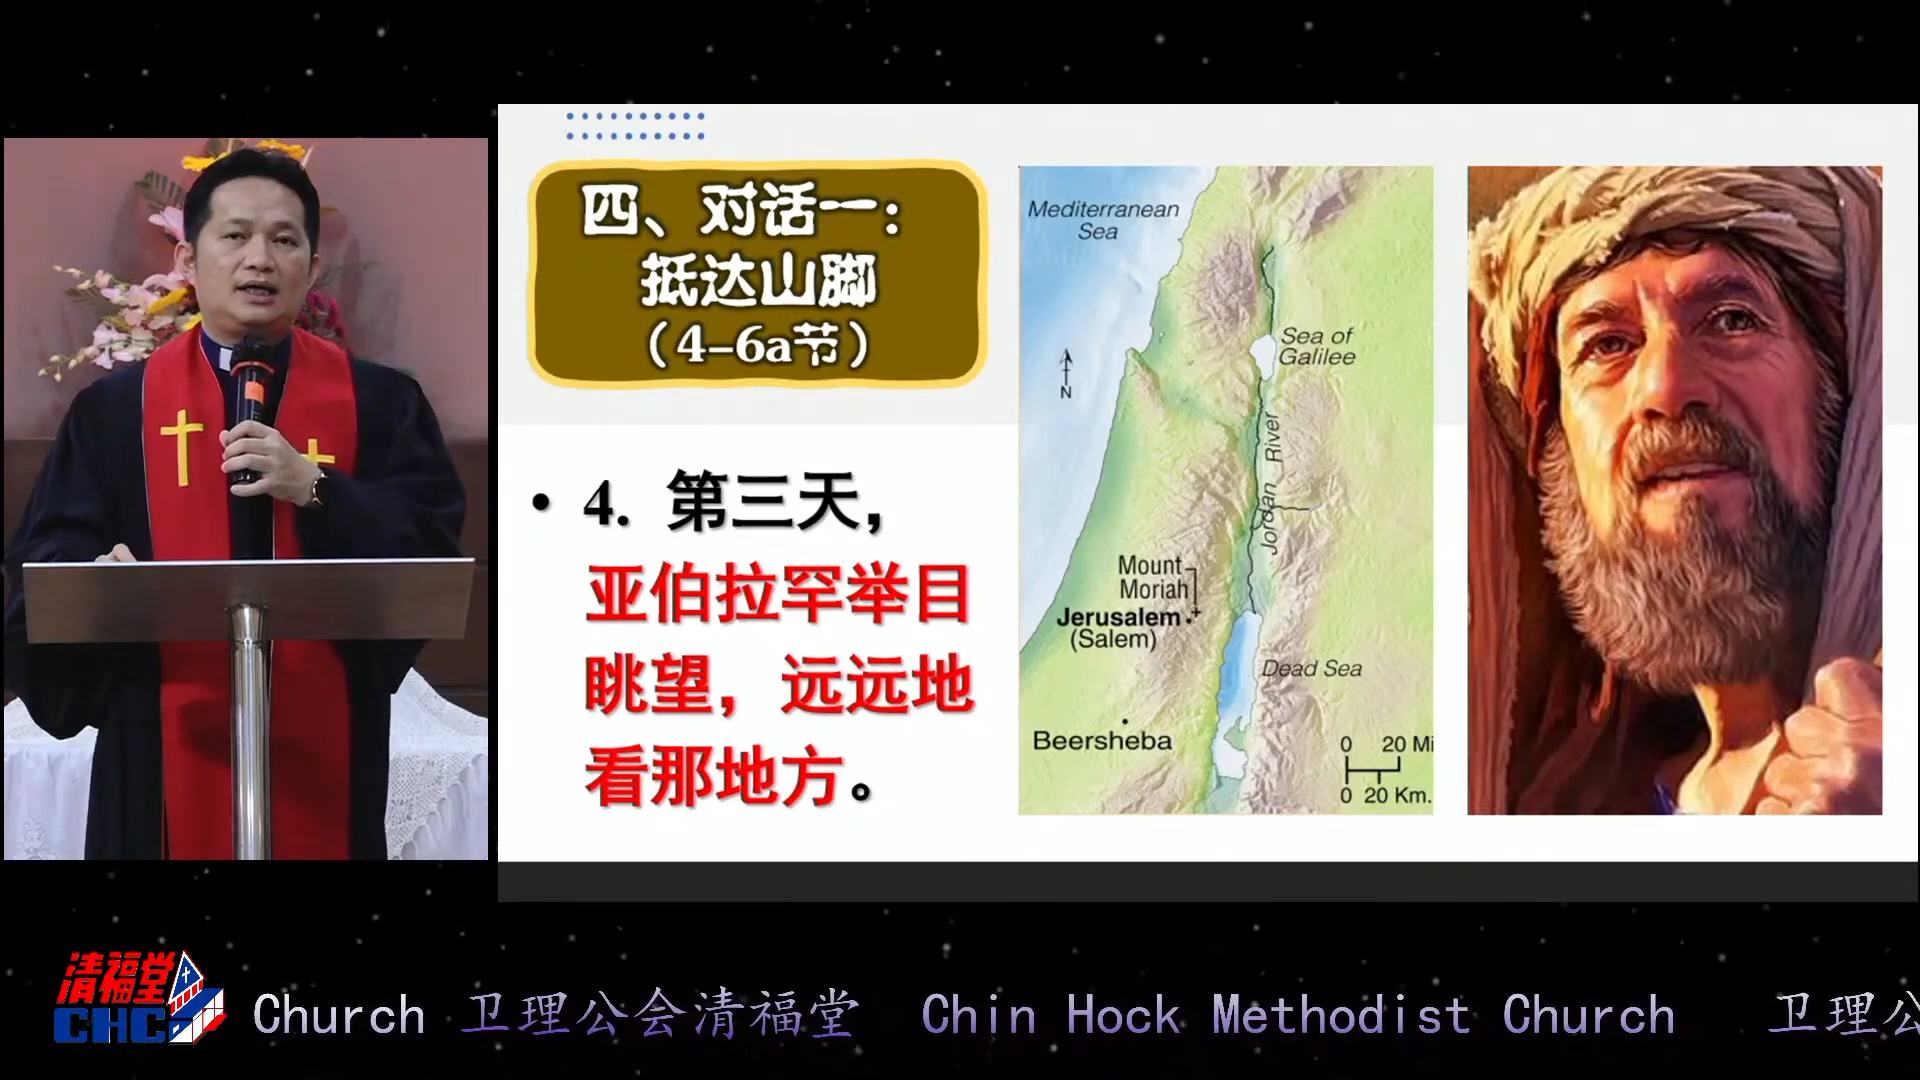 四、对话一：
抵达山脚
（4-6a节）
• 4. 第三天，
亚伯拉罕举目
眺望，远远地
看那地方。
Mediterranean
Sea
N
Sea of
Galilee
Jordan River
Mount
Moriah
Jerusalem
(Salem)
Dead Sea
Beersheba
0 20 Mi
0 20 Km.
清福堂
CHC
Church 卫理公会清福堂 Chin Hock Methodist Church 卫理公